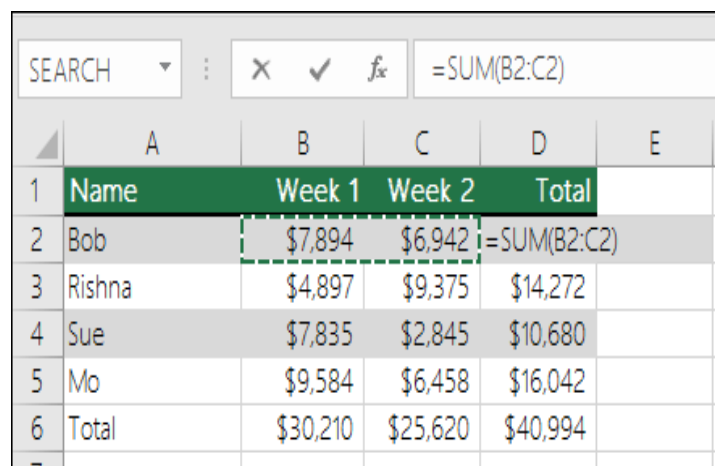 SEARCH =SUM(B2:C2)
A B C D E
1 Name Week 1 Week 2 Total
2 Bob $7,894 $6,942 =SUM(B2:C2)
3 Rishna $4,897 $9,375 $14,272
4 Sue $7,835 $2,845 $10,680
5 Mo $9,584 $6,458 $16,042
6 Total $30,210 $25,620 $40,994